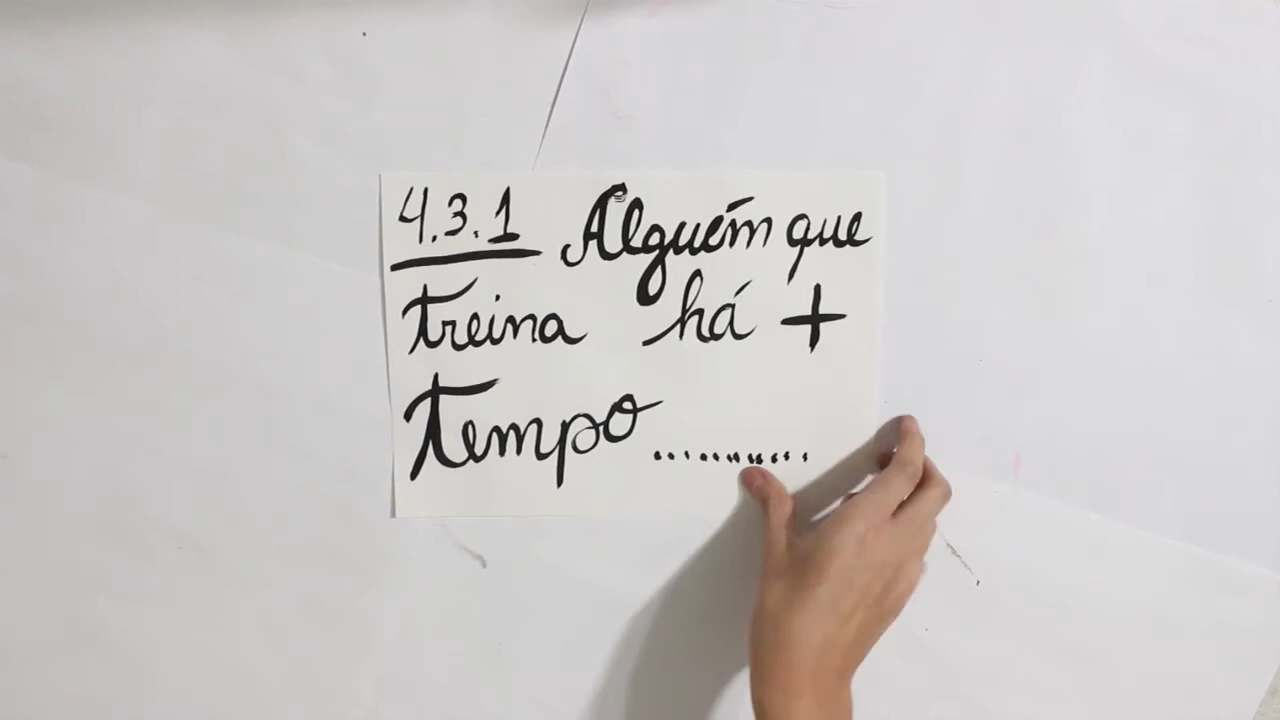 4.3.1 Alguém que
treina há +
tempo............